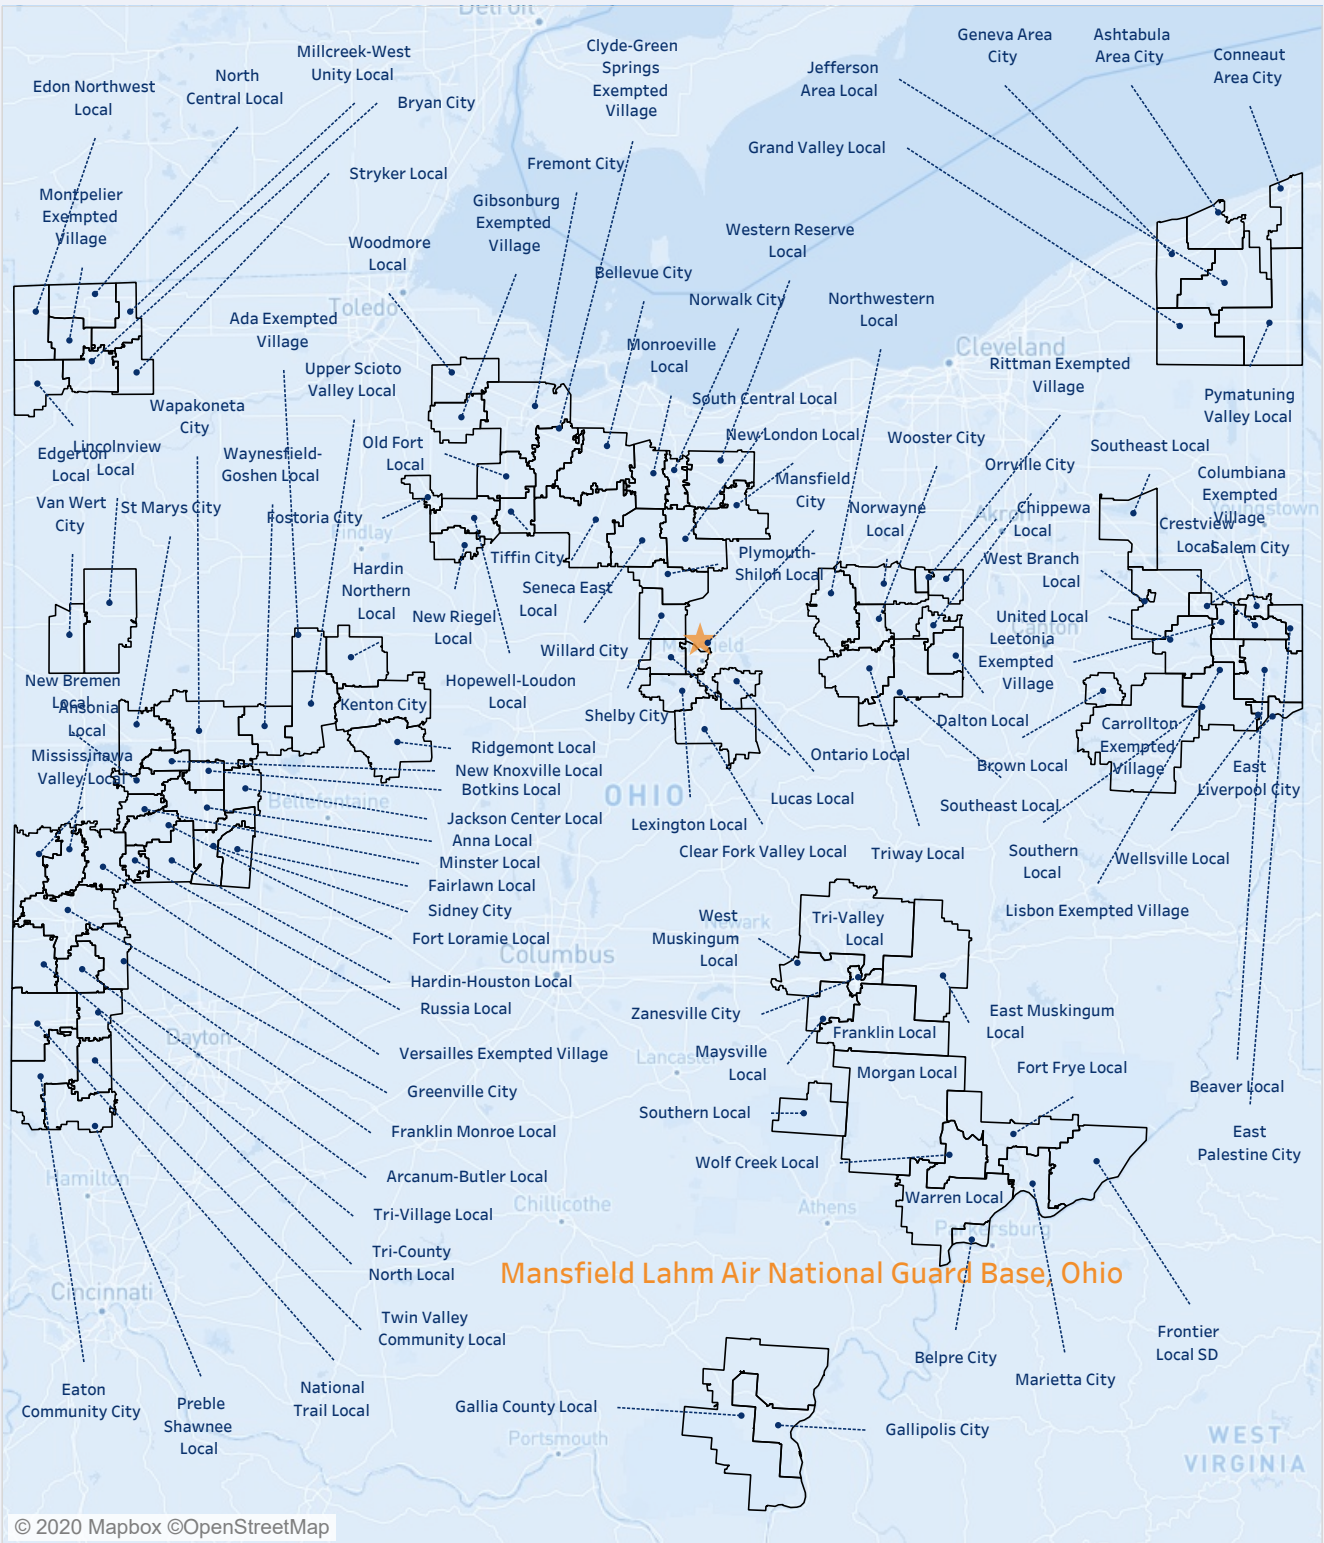 Detroit
Millcreek-West
Unity Local
Clyde-Green
Springs
Exempted
Village
Geneva Area
City
Ashtabula
Area City
Conneaut
Area City
Jefferson
Area Local
Edon Northwest
Local
North
Central Local
Bryan City
Grand Valley Local
Fremont City
Stryker Local
Montpelier
Exempted
Village
Gibsonburg
Exempted
Village
Woodmore
Local
Western Reserve
Local
Bellevue City
Norwalk City
Northwestern
Local
Toledo
Ada Exempted
Village
Monroeville
Local
Cleveland
Rittman Exempted
Village
Upper Scioto
Valley Local
South Central Local
Pymatuning
Valley Local
Wapakoneta
City
Old Fort
Local
New London Local
Wooster City
Southeast Local
Edgerton
Local
Lincolnview
Local
Waynesfield-
Goshen Local
Mansfield
City
Orrville City
Columbiana
Exempted
Village
Van Wert
City
St Marys City
Fostoria City
Norwayne
Local
Akron
Chippewa
Local
Youngstown
Crestview
Local
Salem City
Findlay
Tiffin City
Plymouth-
Shiloh Local
West Branch
Local
Hardin
Northern
Local
Seneca East
Local
New Riegel
Local
United Local
Canton
Leetonia
Exempted
Village
Willard City
Mansfield
New Bremen
Local
Hopewell-Loudon
Local
Kenton City
Ansonia
Local
Shelby City
Dalton Local
Carrollton
Exempted
Village
Ridgemont Local
Ontario Local
Mississinawa
Valley Local
New Knoxville Local
Brown Local
East
Liverpool City
Botkins Local
OHIO
Lucas Local
Southeast Local
Bellefontaine
Jackson Center Local
Lexington Local
Anna Local
Clear Fork Valley Local
Triway Local
Southern
Local
Wellsville Local
Minster Local
Fairlawn Local
Sidney City
Lisbon Exempted Village
West
Muskingum
Local
Newark
Tri-Valley
Local
Fort Loramie Local
Columbus
Hardin-Houston Local
Russia Local
Zanesville City
East Muskingum
Local
Franklin Local
Dayton
Versailles Exempted Village
Lancaster
Maysville
Local
Morgan Local
Fort Frye Local
Greenville City
Beaver Local
Southern Local
Franklin Monroe Local
East
Palestine City
Wolf Creek Local
Hamilton
Arcanum-Butler Local
Warren Local
Chillicothe
Athens
Tri-Village Local
Parkersburg
Tri-County
North Local
Mansfield Lahm Air National Guard Base, Ohio
Cincinnati
Twin Valley
Community Local
Frontier
Local SD
Belpre City
Marietta City
Eaton
Community City
National
Trail Local
Preble
Shawnee
Local
Gallia County Local
Gallipolis City
Portsmouth
WEST
VIRGINIA
© 2020 Mapbox ©OpenStreetMap